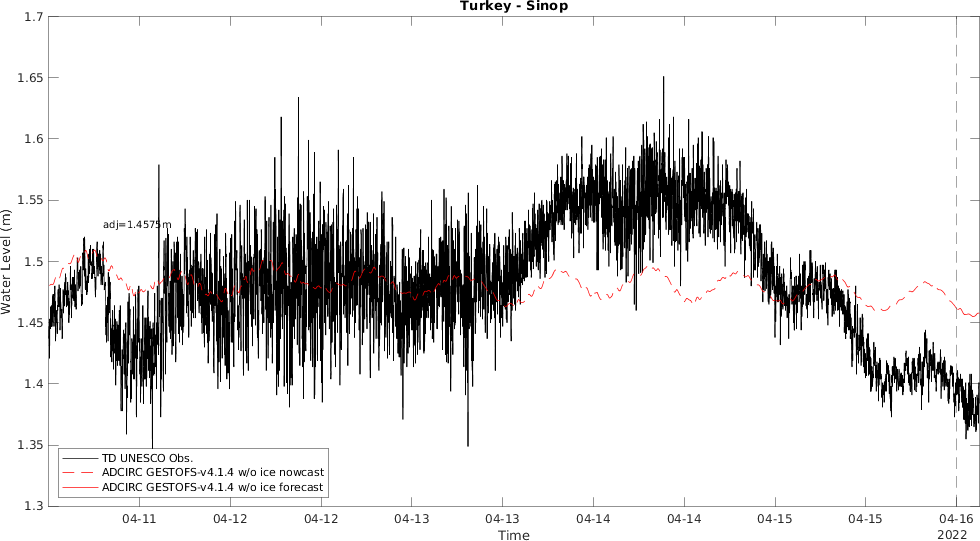 Turkey - Sinop
1.7
1.65
1.6
1.55
1.5
1.45
1.4
1.35
1.3
Water Level (m)
adj=1.4575m
TD UNESCO Obs.
ADCIRC GESTOFS-v4.1.4 w/o ice nowcast
ADCIRC GESTOFS-v4.1.4 w/o ice forecast
04-11 04-12 04-12 04-13 04-13 04-14 04-14 04-15 04-15 04-16
Time 2022